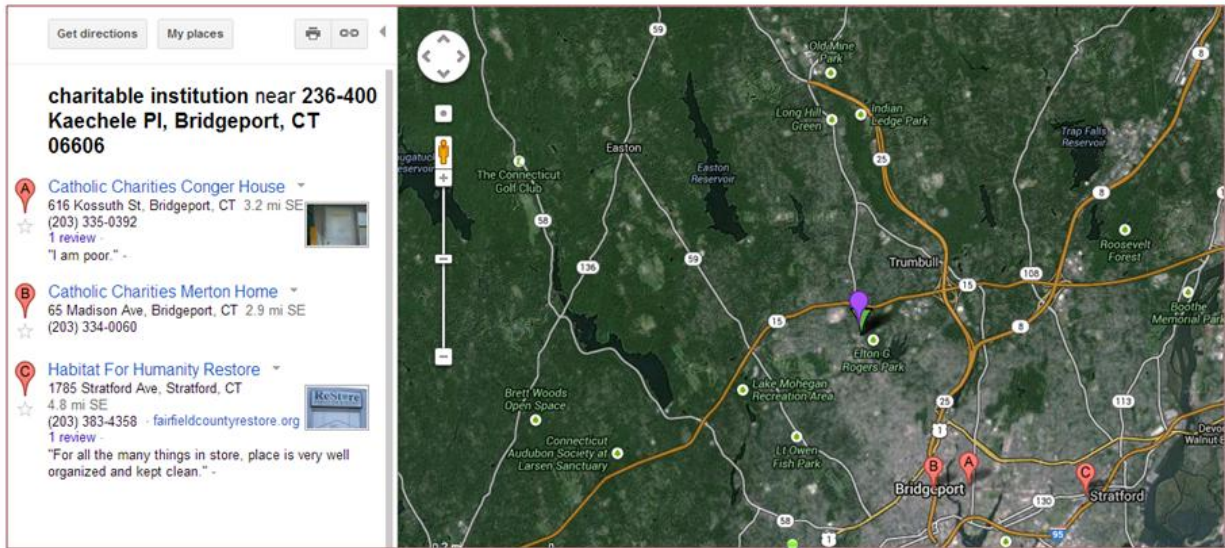 Get directions
My places
charitable institution near 236-400
Kaechele Pl, Bridgeport, CT
06606
A
Catholic Charities Conger House
616 Kossuth St, Bridgeport, CT 3.2 mi SE
(203) 335-0392
1 review -
"I am poor." -
B
Catholic Charities Merton Home
65 Madison Ave, Bridgeport, CT 2.9 mi SE
(203) 334-0060
C
Habitat For Humanity Restore
1785 Stratford Ave, Stratford, CT
4.8 mi SE
(203) 383-4358 - fairfieldcountyrestore.org
ReStore
1 review
"For all the many things in store, place is very well
organized and kept clean." -
59
8
Old Mine
Park
Long Hill
Green
Indian
Ledge Park
Trap Falls
Reservoir
Easton
25
Easton
Reservoir
The Connecticut
Golf Club
8
58
Roosevelt
Forest
136
59
Trumbull
108
15
Boothe
Memorial Park
15
8
Elton G
Rogers Park
Lake Mohegan
Recreation Area
Brett Woods
Open Space
25
113
1
Connecticut
Audubon Society at
Larsen Sanctuary
Lt Owen
Fish Park
B
A
C
Bridgeport
130
Stratford
58
1
95